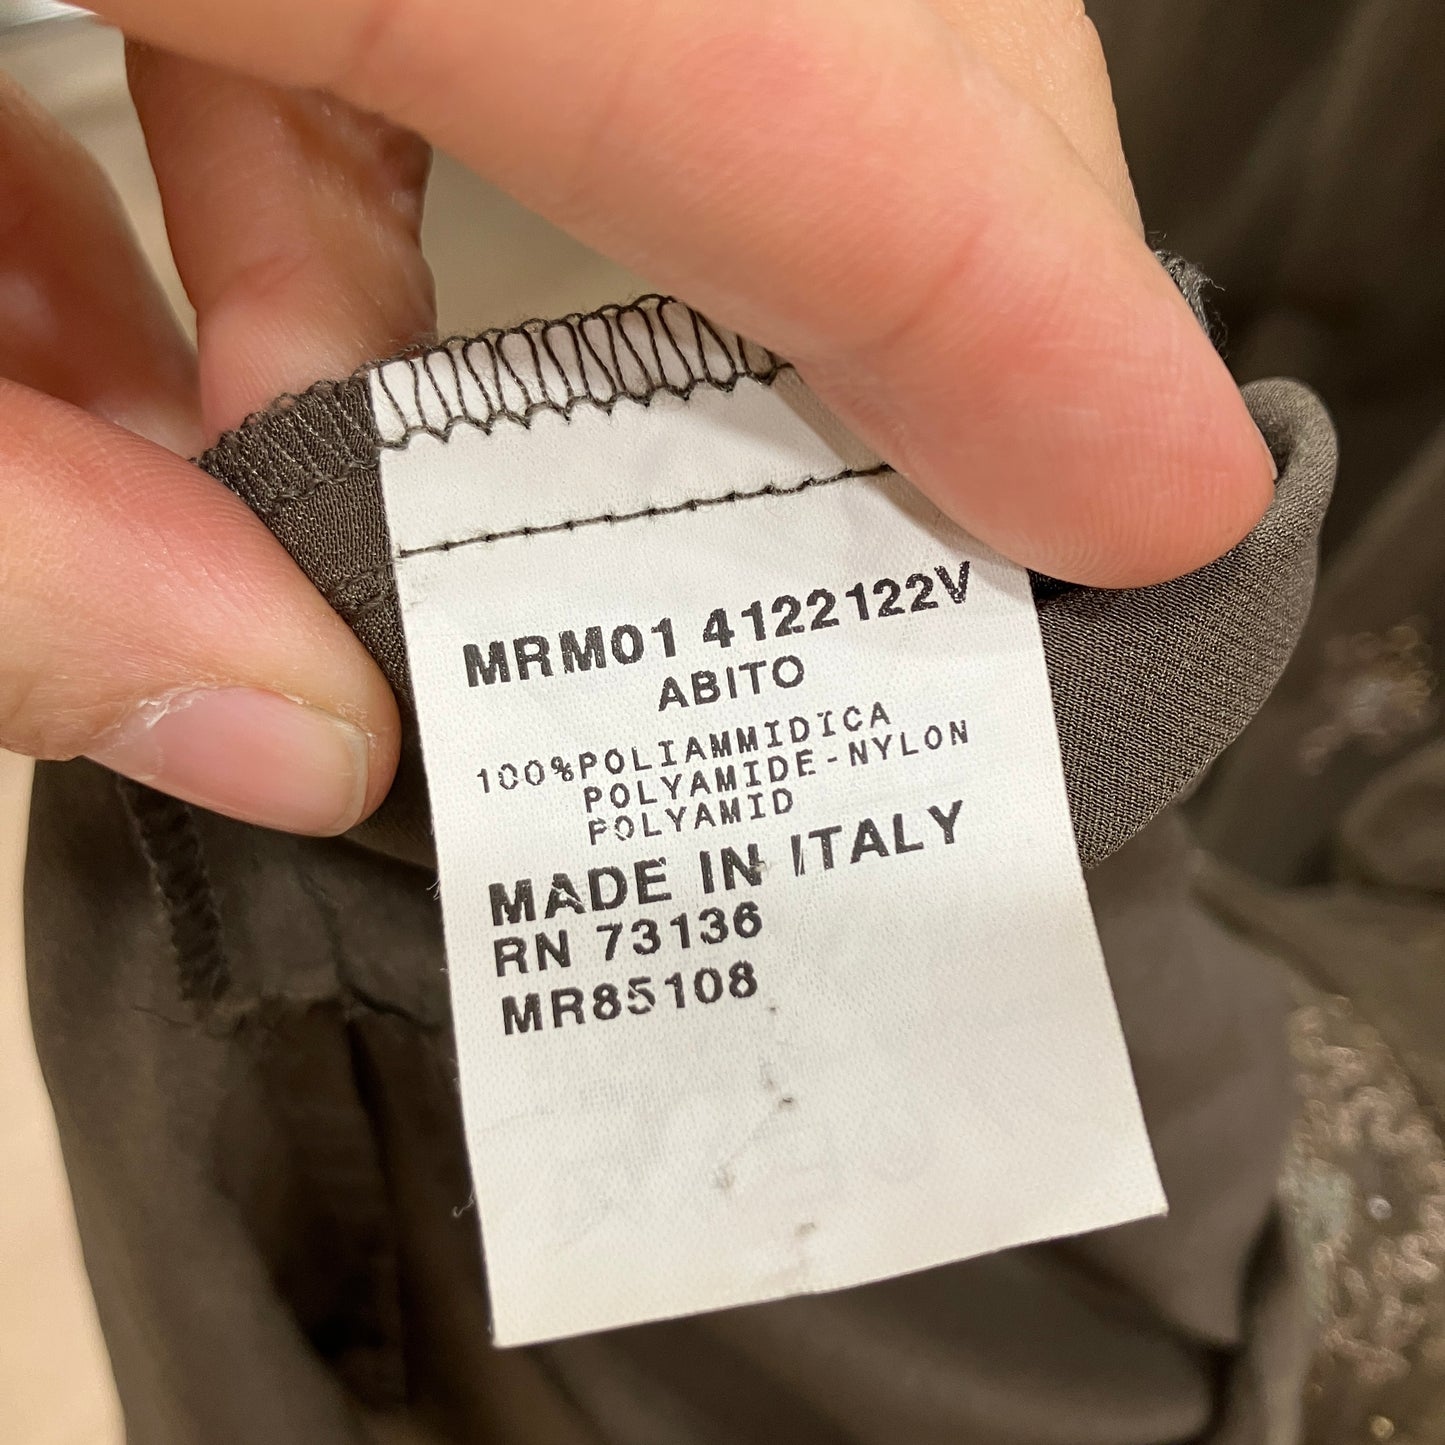 MRM01 4122122V
ABITO
100%POLIAMMIDICA
POLYAMIDE-NYLON
POLYAMID
MADE IN ITALY
RN 73136
MR85108